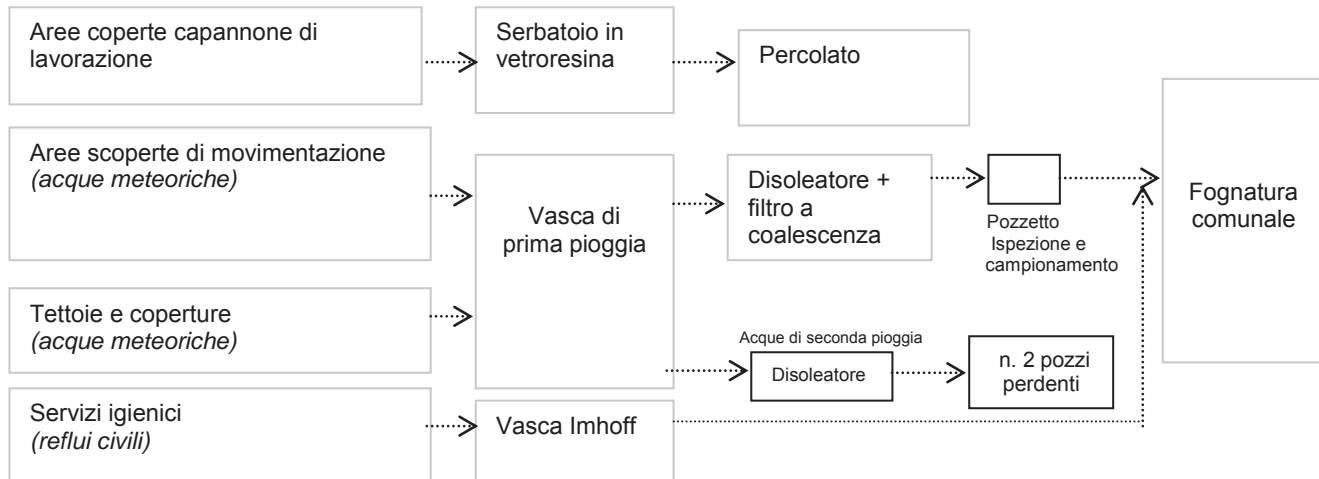 Aree coperte capannone di
lavorazione
Serbatoio in
vetroresina
Percolato
Aree scoperte di movimentazione
(acque meteoriche)
Vasca di
prima pioggia
Disoleatore +
filtro a
coalescenza
Pozzetto
Ispezione e
campionamento
Fognatura
comunale
Tettoie e coperture
(acque meteoriche)
Acque di seconda pioggia
Disoleatore
n. 2 pozzi
perdenti
Servizi igienici
(reflui civili)
Vasca Imhoff